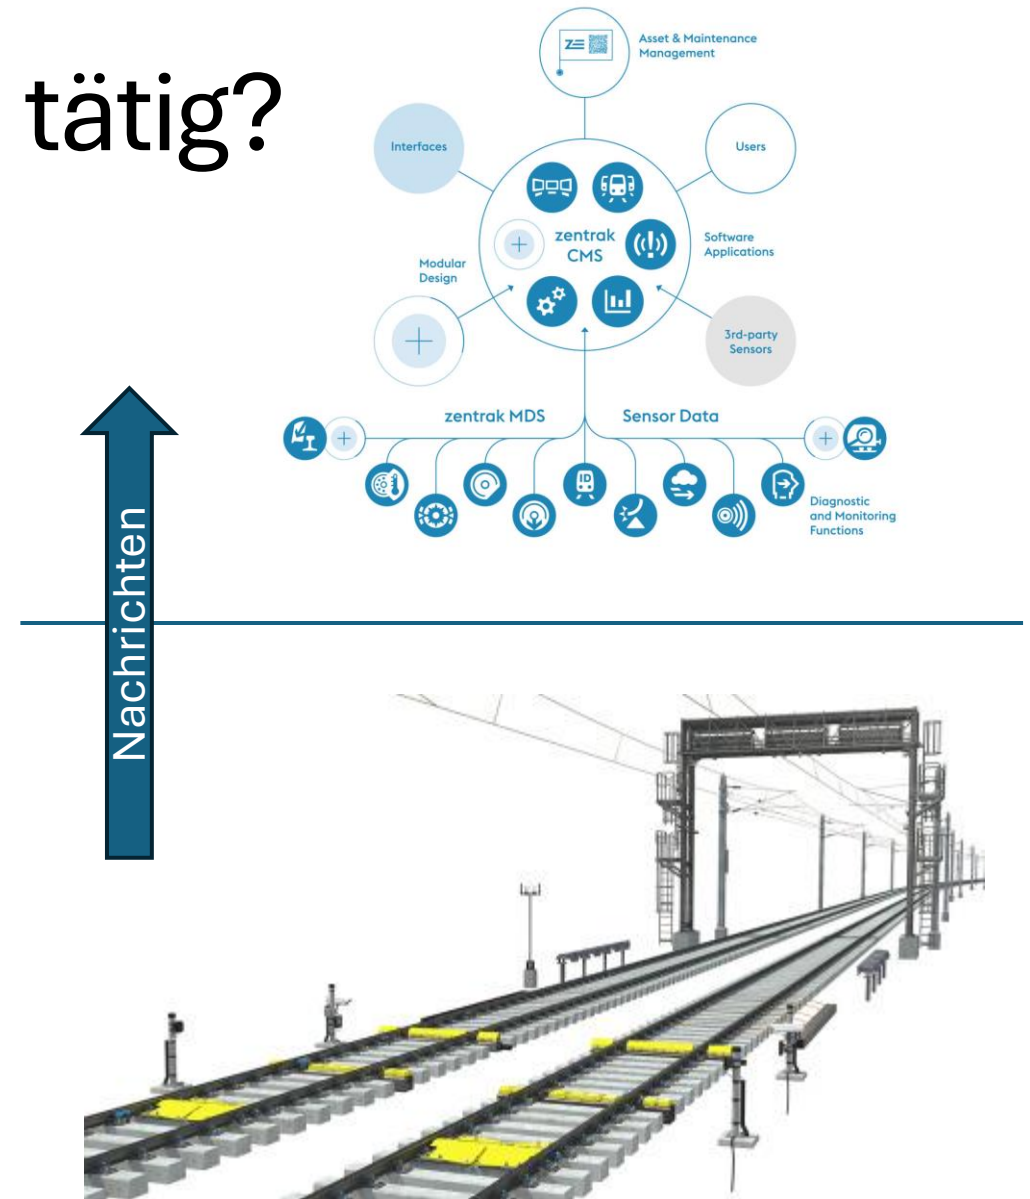 tätig?
Asset & Maintenance
Management
Interfaces
Users
zentrak
CMS
Software
Applications
Modular
Design
3rd-party
Sensors
zentrak MDS
Sensor Data
ID
Diagnostic
and Monitoring
Functions
Nachrichten